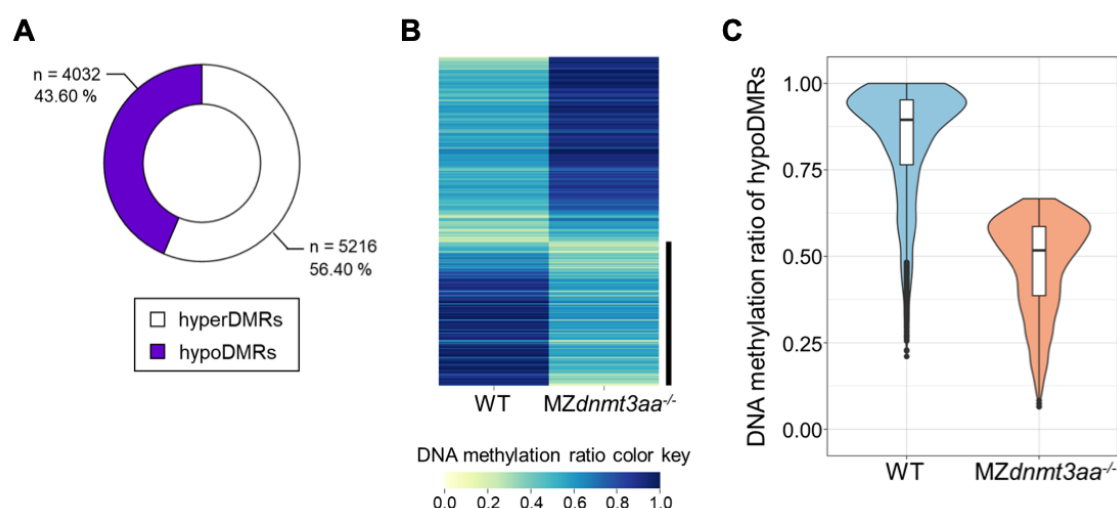 A
n = 4032
43.60 %
n = 5216
56.40 %
hyperDMRs
hypoDMRs
B
WT
MZdnmt3aa-/-
DNA methylation ratio color key
0.0 0.2 0.4 0.6 0.8 1.0
C
DNA methylation ratio of hypoDMRs
1.00
0.75
0.50
0.25
0.00
WT
MZdnmt3aa-/-